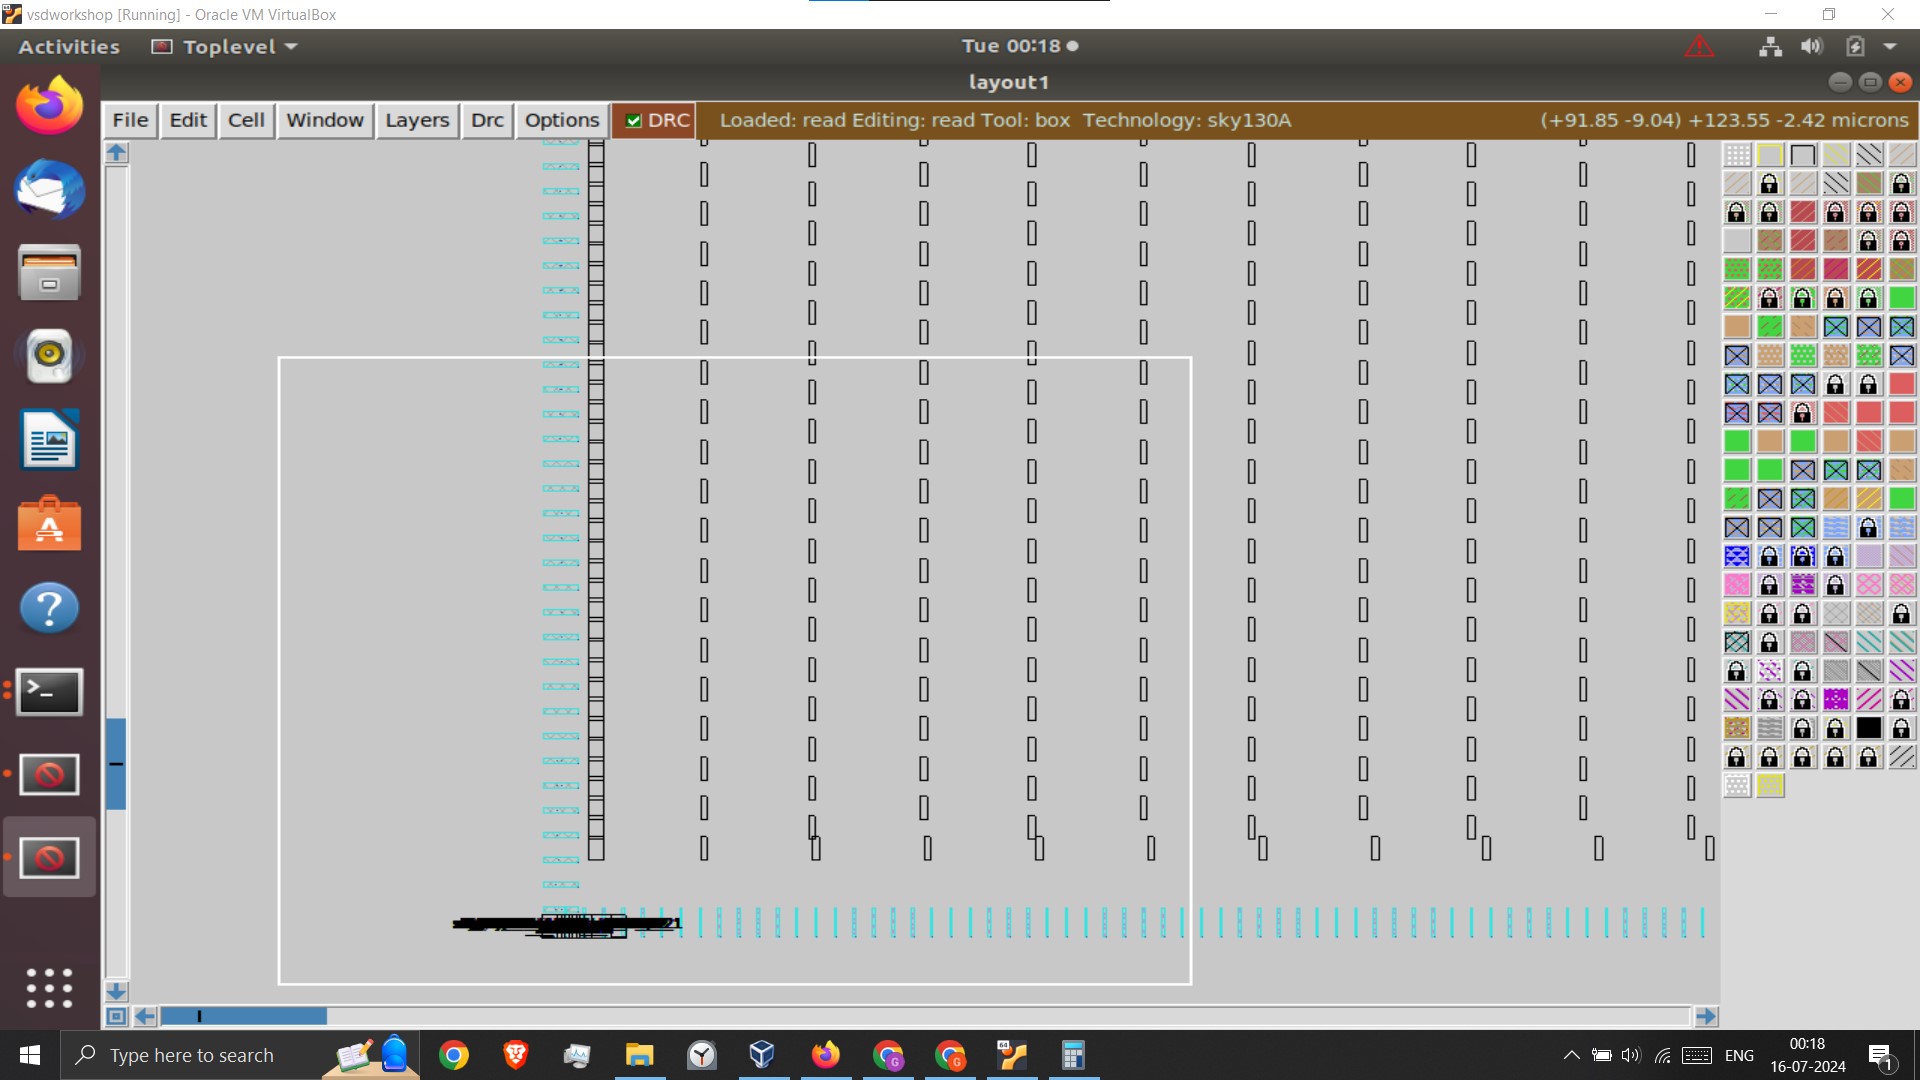 vsdworkshop [Running] - Oracle VM VirtualBox
Activities Toplevel Tue 00:18
layout1
File Edit Cell Window Layers Drc Options DRC Loaded: read Editing: read Tool: box Technology: sky130A (+91.85 -9.04) +123.55 -2.42 microns
Type here to search
ENG
00:18
16-07-2024
1